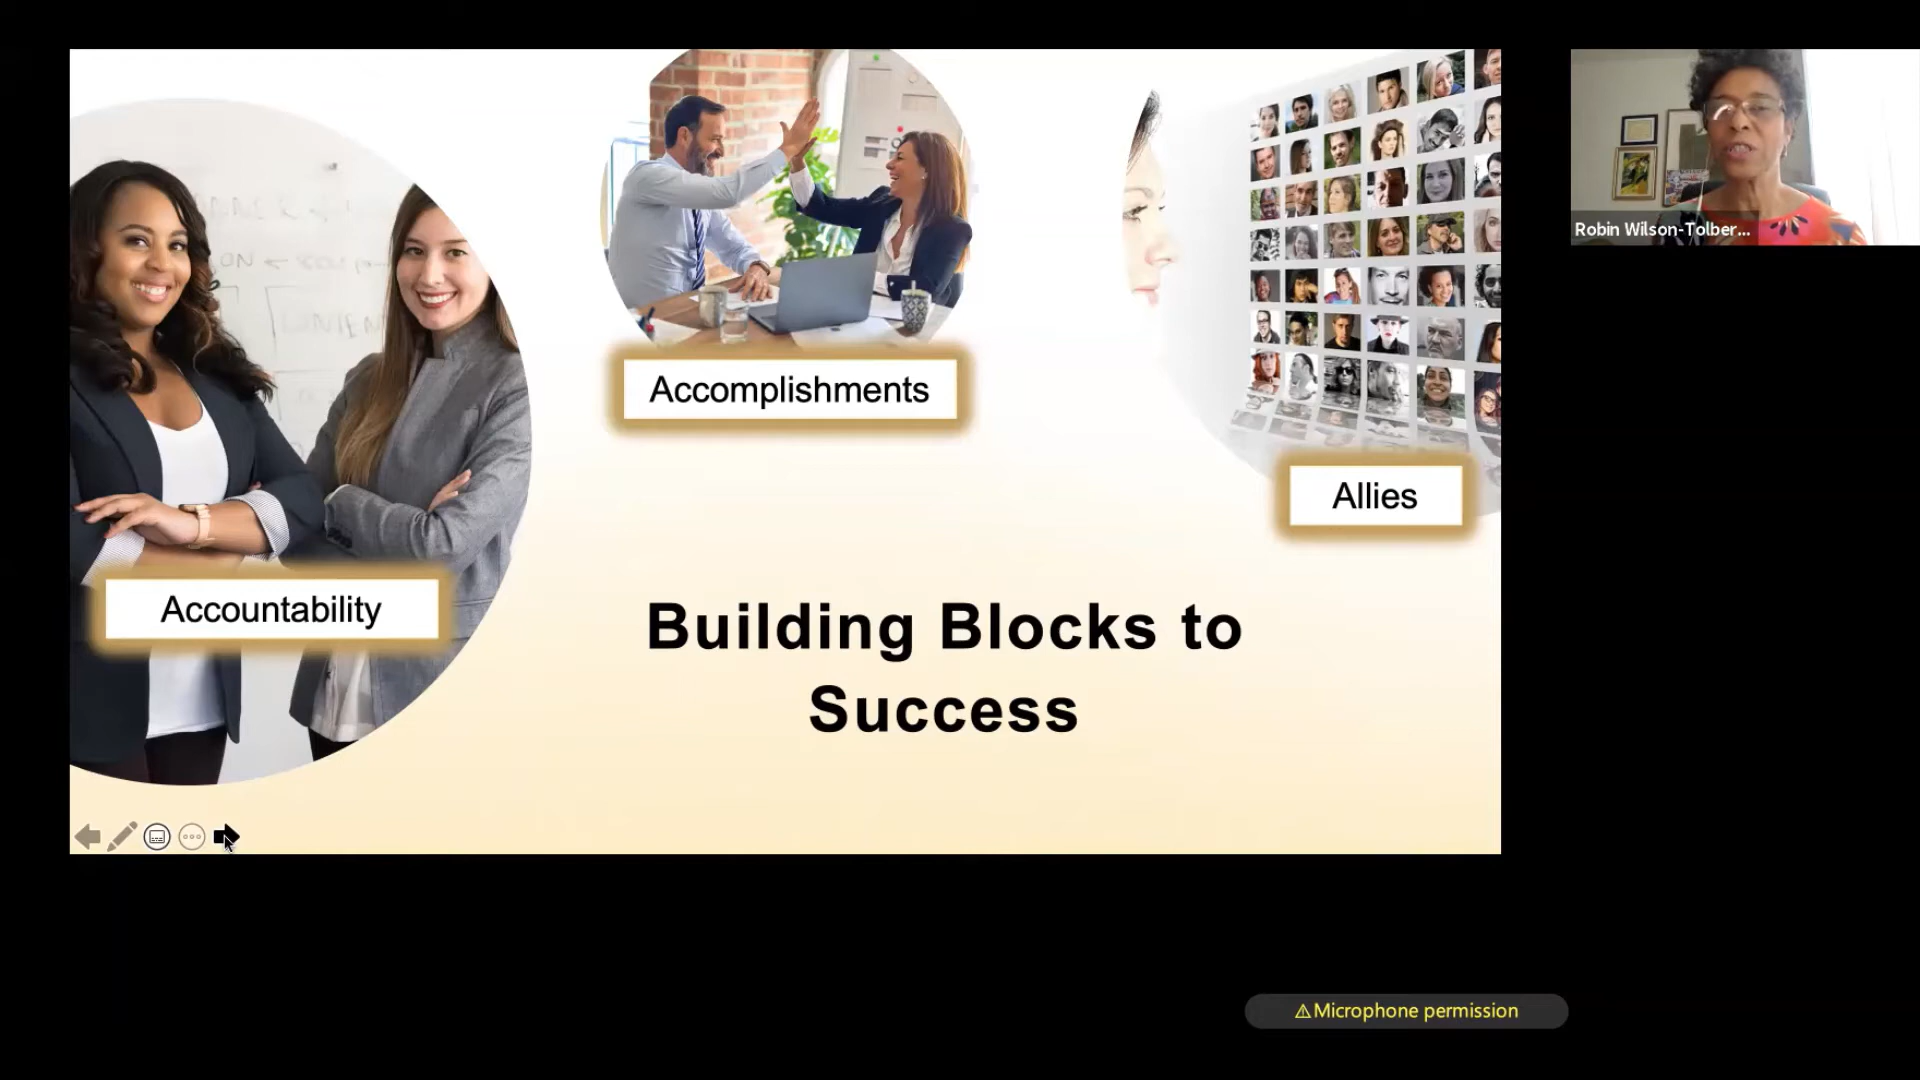 Accomplishments
Allies
Accountability
Building Blocks to
Success
Robin Wilson-Tolber...
⚠Microphone permission